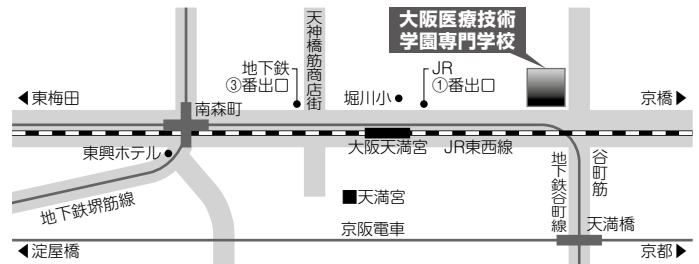 大阪医療技術
学園専門学校
天神橋筋商店街
地下鉄
③番出口
JR
①番出口
堀川小
◀東梅田
京橋▶
南森町
東興ホテル
大阪天満宮
JR東西線
地下鉄谷町線
谷町筋
地下鉄堺筋線
■天満宮
天満橋
京阪電車
◀淀屋橋
京都▶